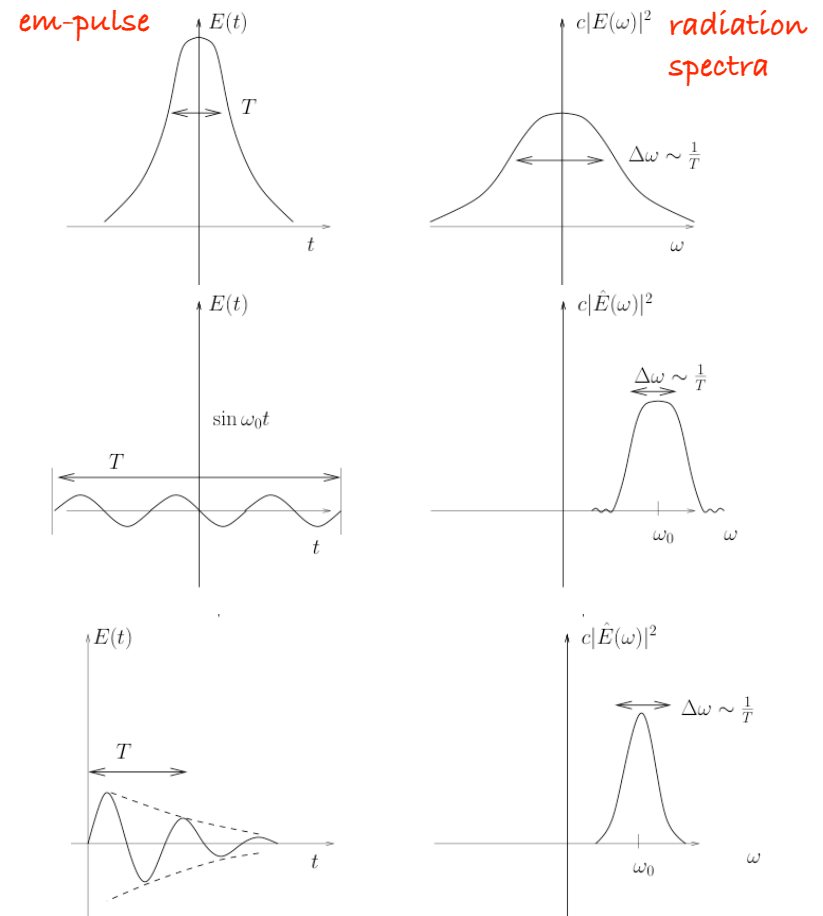 em-pulse
E(t)
c|E(ω)|² radiation
spectra
T
Δω ∼ 1/T
t
ω
E(t)
c|Ê(ω)|²
Δω ∼ 1/T
sin ω₀t
T
t
ω₀
ω
E(t)
c|Ê(ω)|²
Δω ∼ 1/T
T
t
ω₀
ω